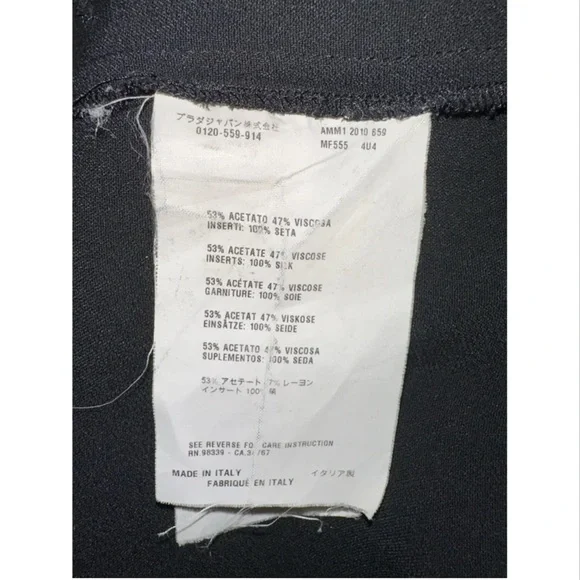 プラダジャパン株式会社
0120-559-914
AMM1 2010 659
MF555 4U4
53% ACETATO 47% VISCOSA
INSERTI: 100% SETA
53% ACETATE 47% VISCOSE
INSERTS: 100% SILK
53% ACÉTATE 47% VISCOSE
GARNITURE: 100% SOIE
53% ACETAT 47% VISKOSE
EINSÄTZE: 100% SEIDE
53% ACETATO 47% VISCOSA
SUPLEMENTOS: 100% SEDA
53% アセテート 47% レーヨン
インサート 100% 絹
SEE REVERSE FO CARE INSTRUCTION
RN.98339 - CA.
MADE IN ITALY
イタリア製
FABRIQUÉ EN ITALY